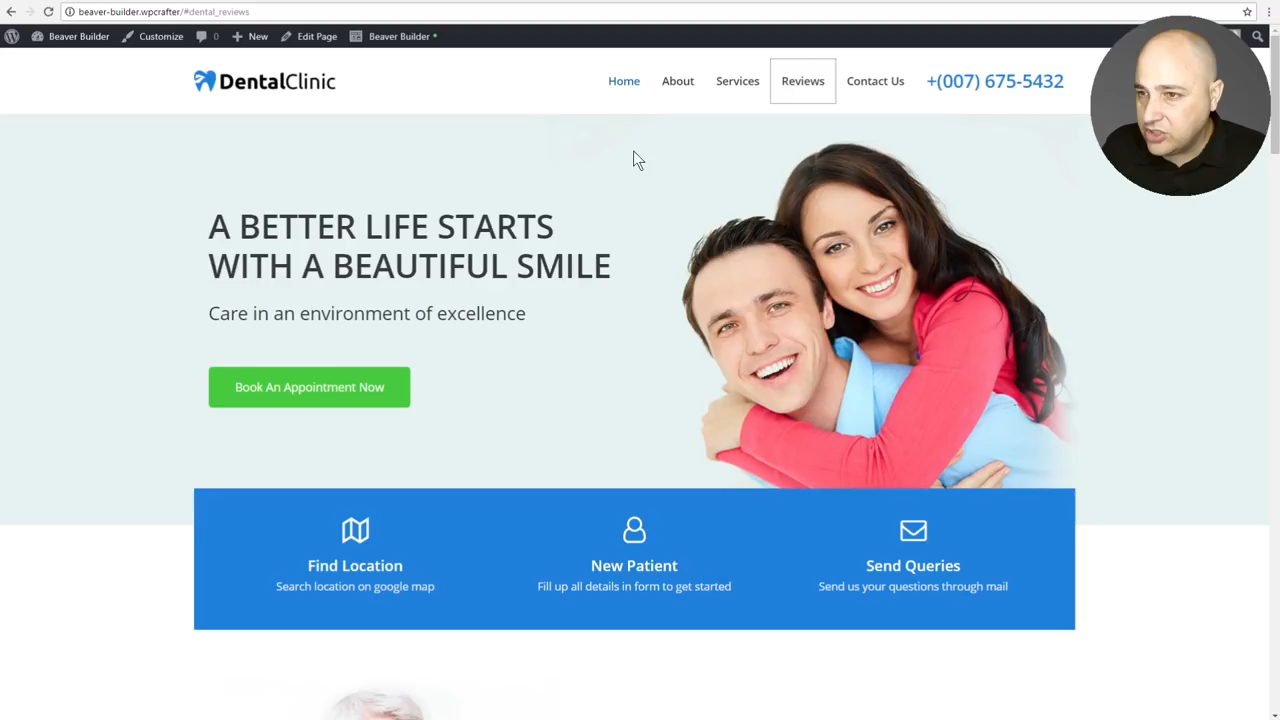 beaver-builder.wpcrafter/#dental_reviews
Beaver Builder Customize 0 New Edit Page Beaver Builder
DentalClinic
Home About Services Reviews Contact Us +(007) 675-5432
A BETTER LIFE STARTS
WITH A BEAUTIFUL SMILE
Care in an environment of excellence
Book An Appointment Now
Find Location New Patient Send Queries
Search location on google map Fill up all details in form to get started Send us your questions through mail